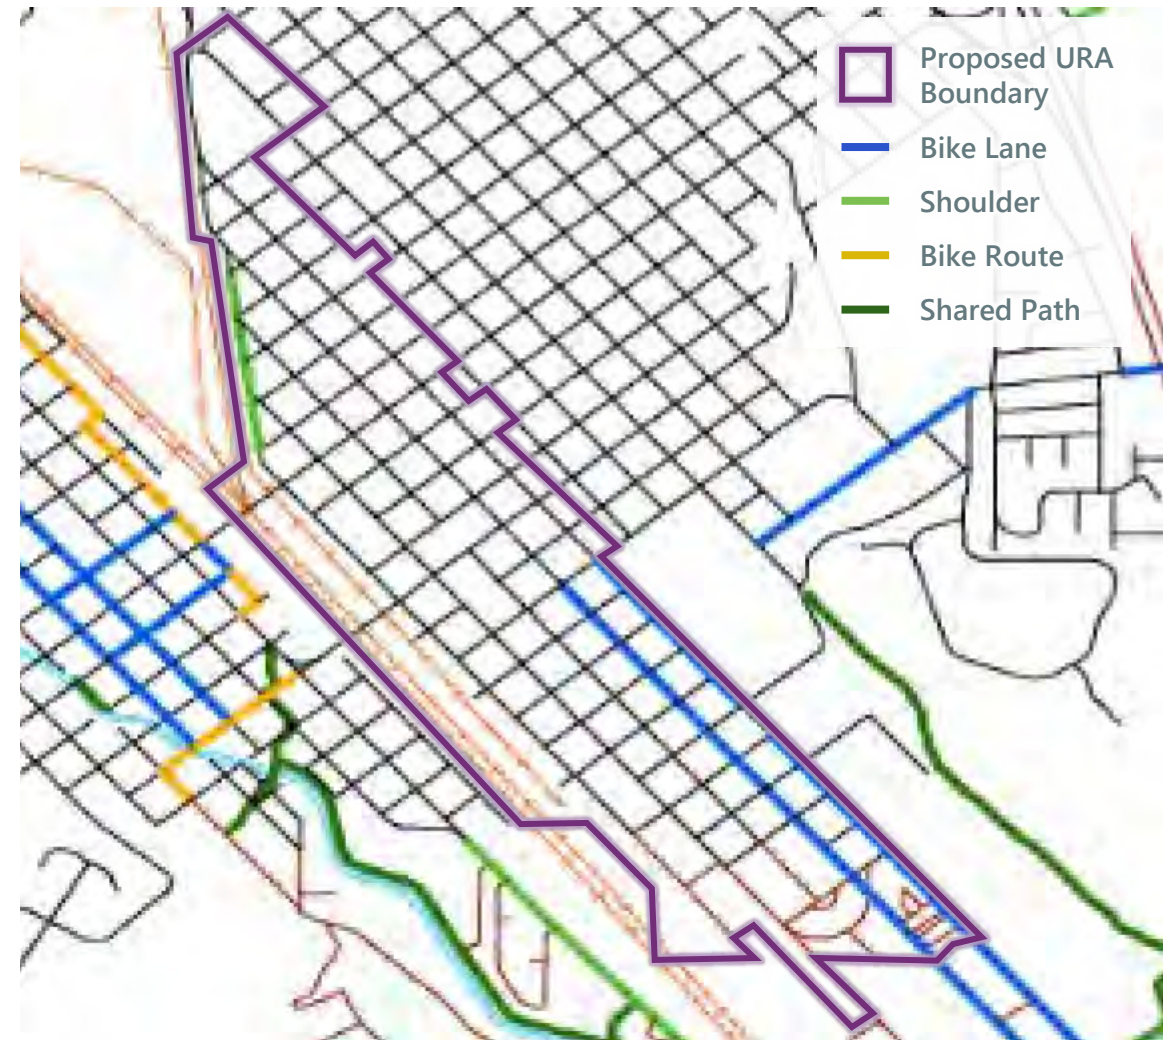 Proposed URA
Boundary
Bike Lane
Shoulder
Bike Route
Shared Path